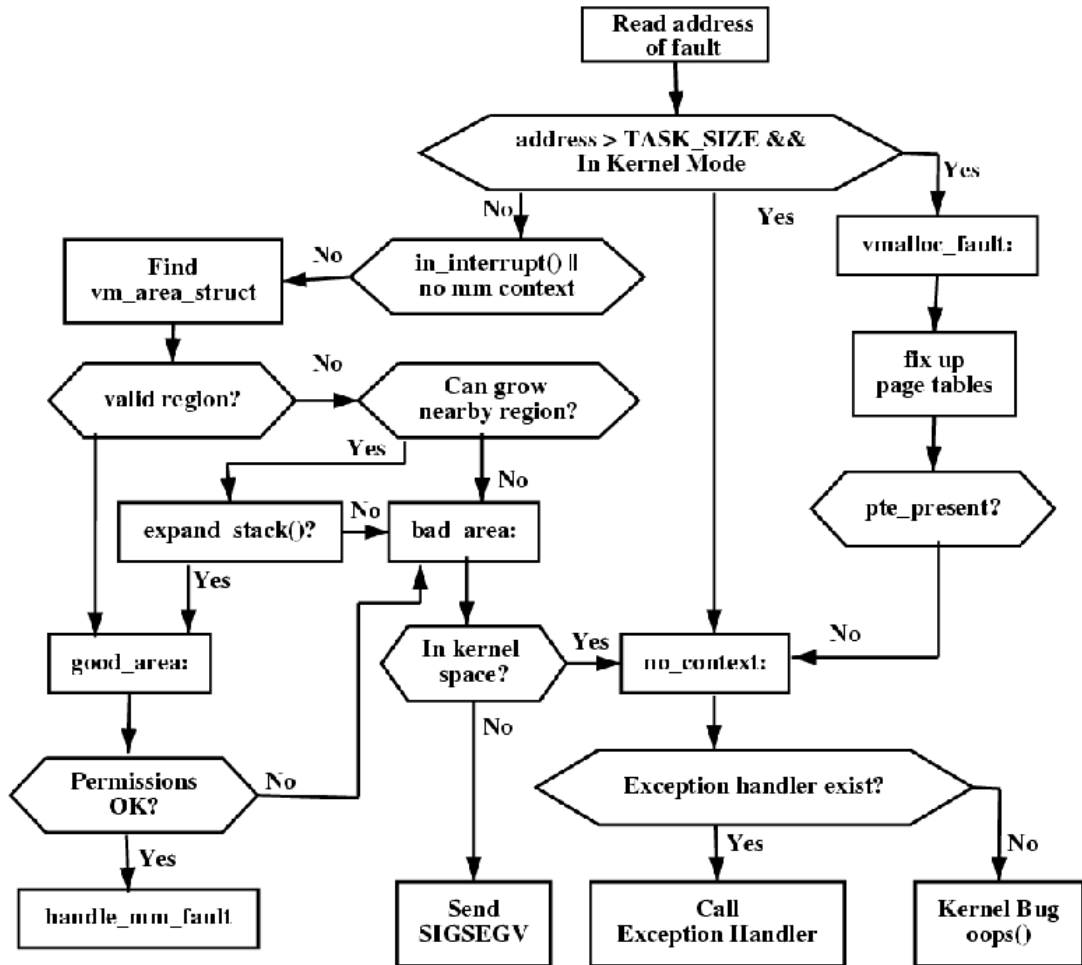 Read address
of fault
address > TASK_SIZE &&
In Kernel Mode
Yes
No
Yes
vmalloc_fault:
No
in_interrupt() ||
no mm context
Find
vm_area_struct
fix up
page tables
valid region?
No
Can grow
nearby region?
Yes
No
pte_present?
expand_stack()?
No
bad_area:
Yes
No
good_area:
In kernel
space?
Yes
no_context:
No
Permissions
OK?
No
Exception handler exist?
Yes
Yes
No
handle_mm_fault
Send
SIGSEGV
Call
Exception Handler
Kernel Bug
oops()